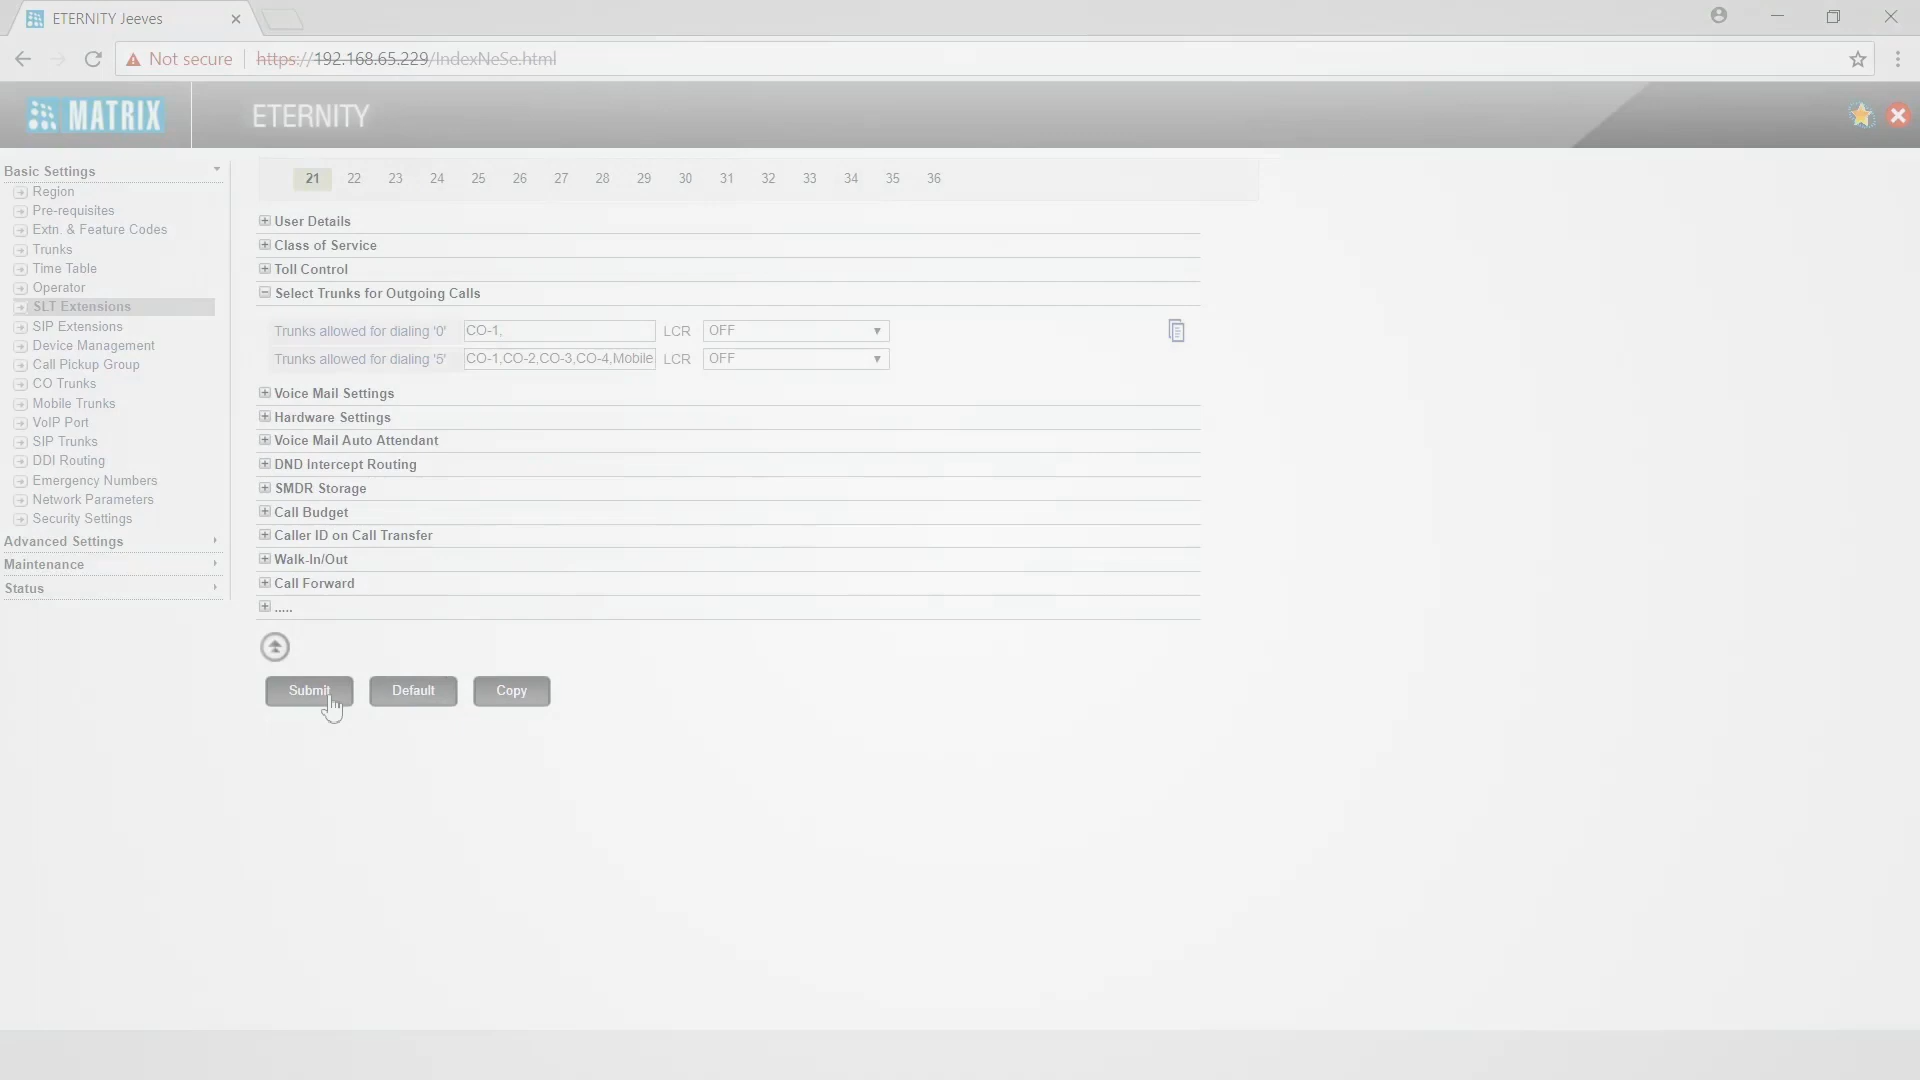 ETERNITY Jeeves
Not secure https://192.168.65.229/IndexNeSe.html
MATRIX ETERNITY
Basic Settings
Region
Pre-requisites
Extn. & Feature Codes
Trunks
Time Table
Operator
SLT Extensions
SIP Extensions
Device Management
Call Pickup Group
CO Trunks
Mobile Trunks
VoIP Port
SIP Trunks
DDI Routing
Emergency Numbers
Network Parameters
Security Settings
Advanced Settings
Maintenance
Status
21 22 23 24 25 26 27 28 29 30 31 32 33 34 35 36
User Details
Class of Service
Toll Control
Select Trunks for Outgoing Calls
Trunks allowed for dialing '0' CO-1, LCR OFF
Trunks allowed for dialing '5' CO-1,CO-2,CO-3,CO-4,Mobile LCR OFF
Voice Mail Settings
Hardware Settings
Voice Mail Auto Attendant
DND Intercept Routing
SMDR Storage
Call Budget
Caller ID on Call Transfer
Walk-In/Out
Call Forward
.....
Submit Default Copy